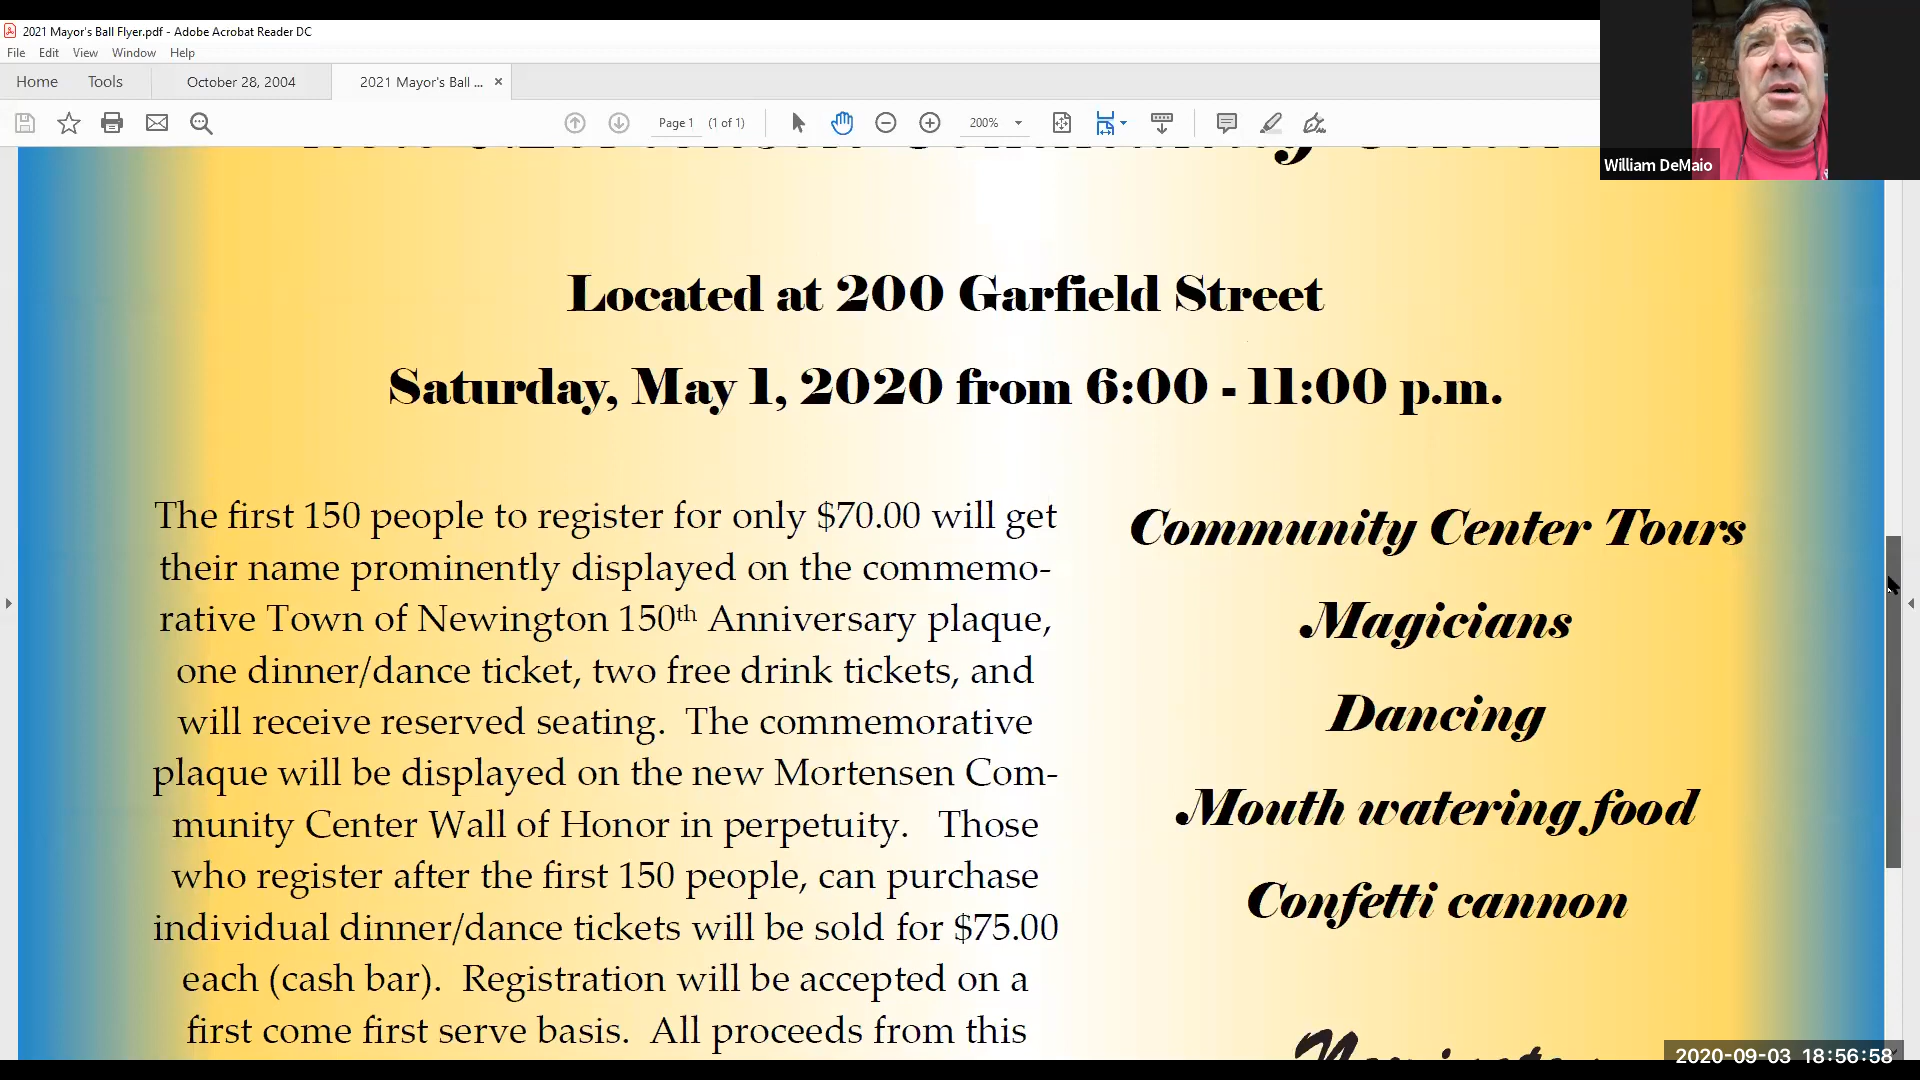 2021 Mayor's Ball Flyer.pdf - Adobe Acrobat Reader DC
File Edit View Window Help
Home Tools October 28, 2004 2021 Mayor's Ball ... ×
Page 1 (1 of 1) 200%
William DeMaio
Located at 200 Garfield Street
Saturday, May 1, 2020 from 6:00 - 11:00 p.m.
The first 150 people to register for only $70.00 will get
their name prominently displayed on the commemo-
rative Town of Newington 150th Anniversary plaque,
one dinner/dance ticket, two free drink tickets, and
will receive reserved seating. The commemorative
plaque will be displayed on the new Mortensen Com-
munity Center Wall of Honor in perpetuity. Those
who register after the first 150 people, can purchase
individual dinner/dance tickets will be sold for $75.00
each (cash bar). Registration will be accepted on a
first come first serve basis. All proceeds from this
Community Center Tours
Magicians
Dancing
Mouth watering food
Confetti cannon
2020-09-03 18:56:58